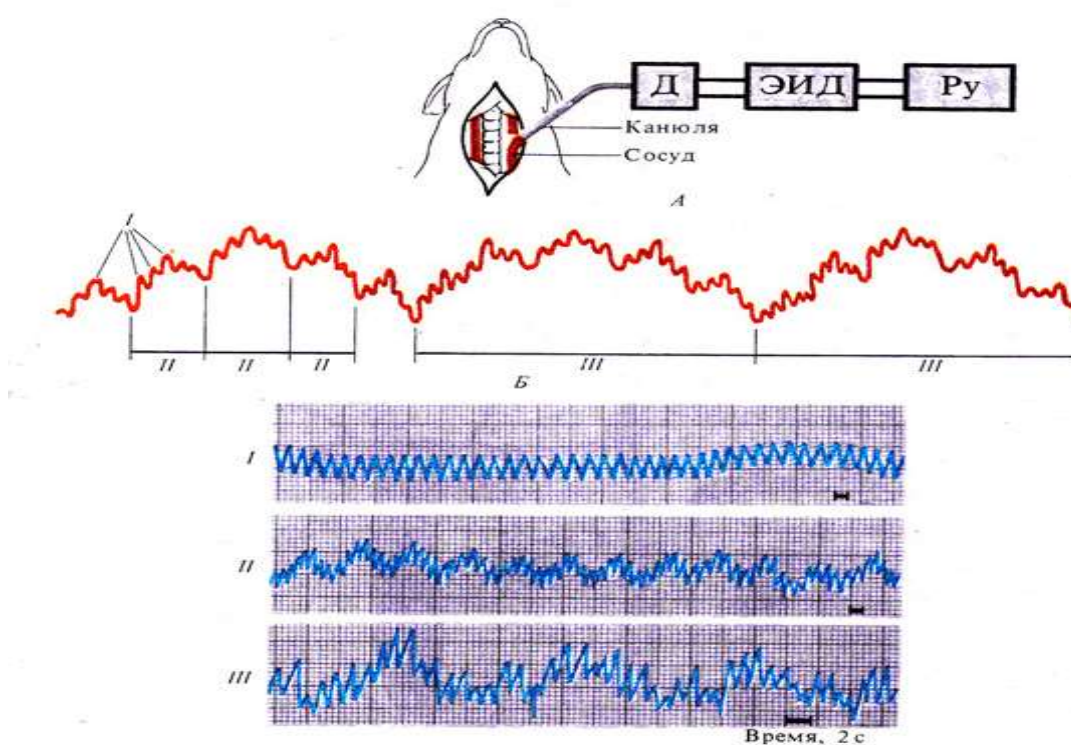 Д ЭИД Ру
Канюля
Сосуд
А
I
II II II III III
Б
I
II
III
Время, 2 с